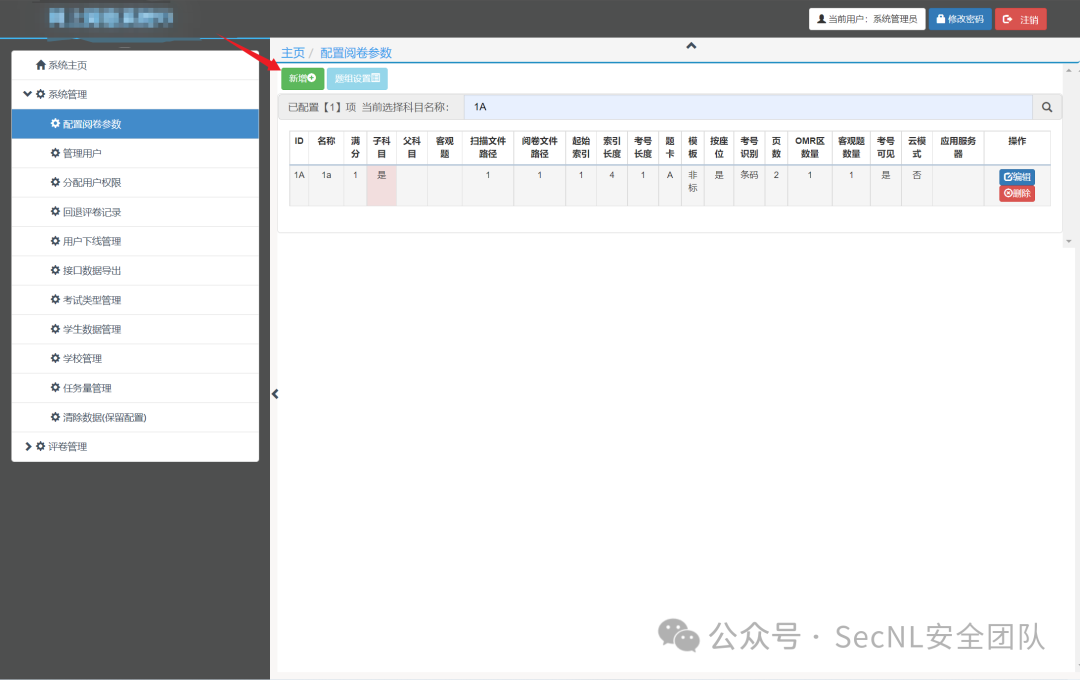 当前用户：系统管理员
修改密码
注销
系统主页
系统管理
配置阅卷参数
管理用户
分配用户权限
回退评卷记录
用户下线管理
接口数据导出
考试类型管理
学生数据管理
学校管理
任务量管理
清除数据(保留配置)
评卷管理
主页 / 配置阅卷参数
新增
题组设置
已配置【1】项 当前选择科目名称： 1A
ID 名称 满分 子科目 父科目 客观题 扫描文件路径 阅卷文件路径 起始索引 索引长度 考号长度 题卡 模板 按座位 考号识别 页数 OMR区数量 客观题数量 考号可见 云模式 应用服务器 操作
1A 1a 1 是 1 1 1 4 1 A 非标 是 条码 2 1 1 是 否 编辑
删除
公众号 · SecNL安全团队